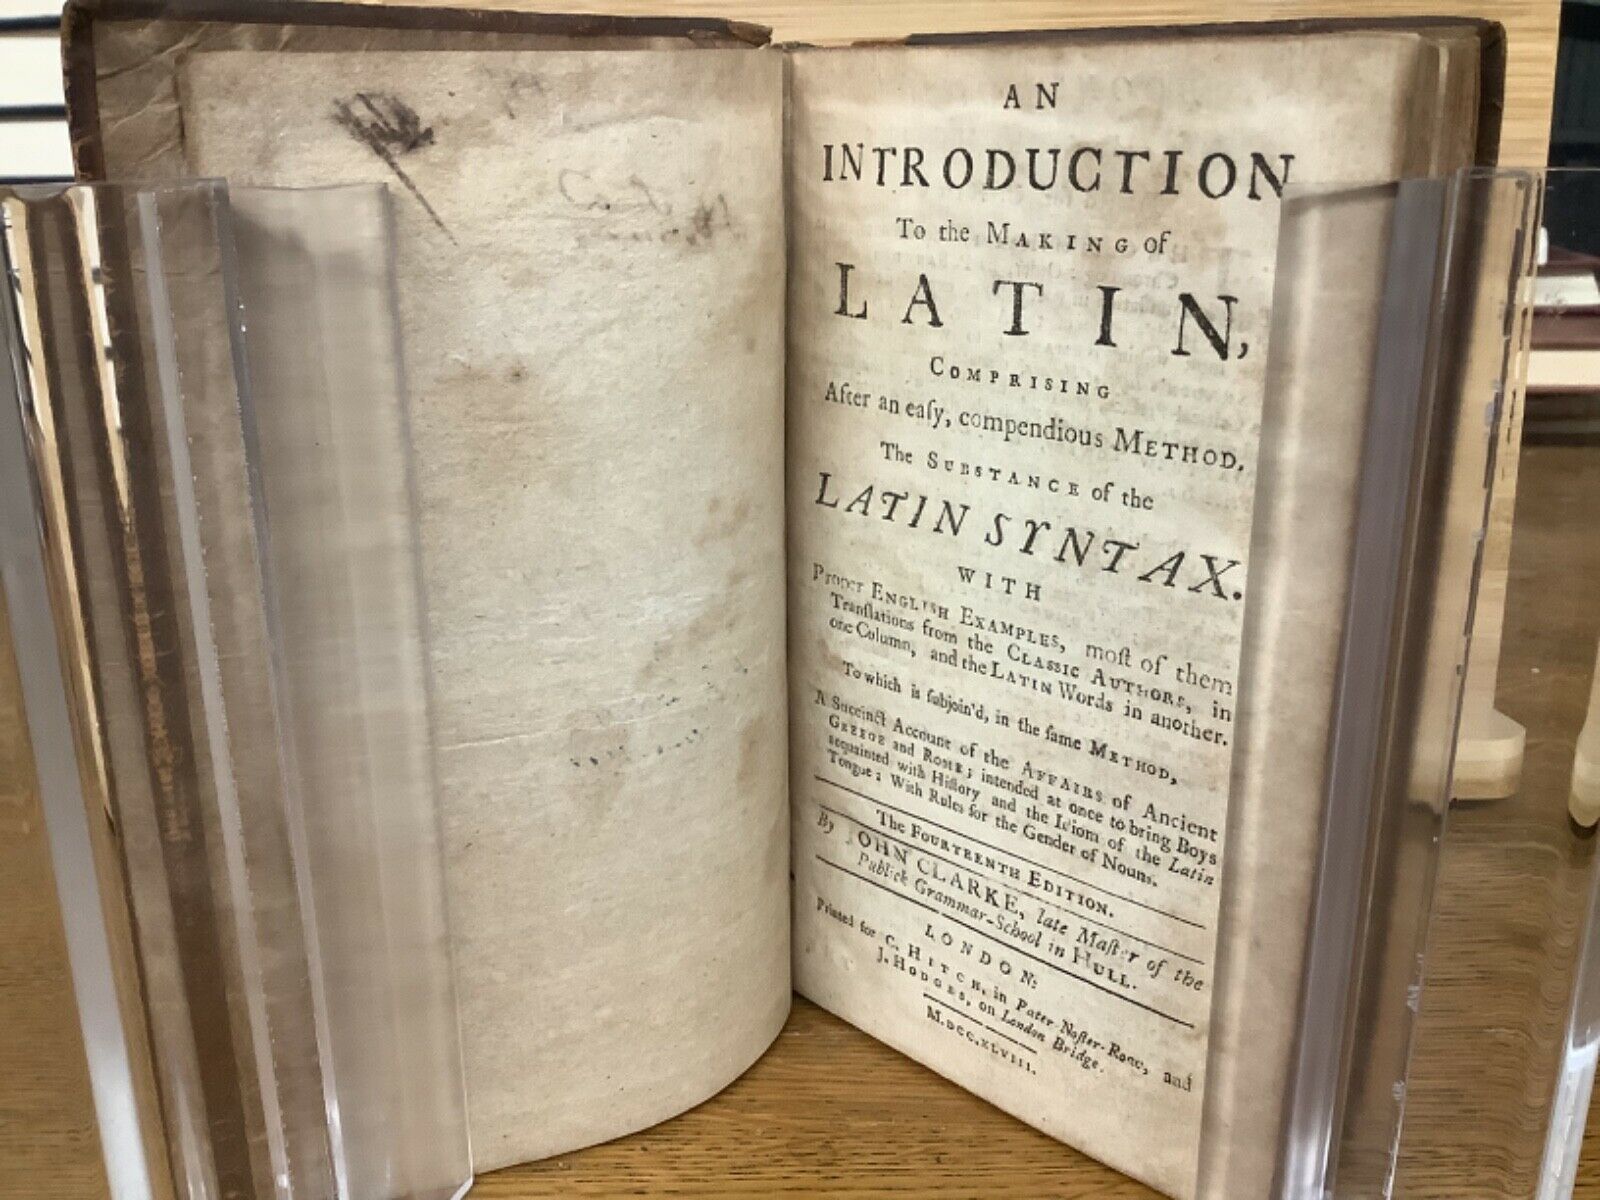 AN
INTRODUCTION
To the MAKING of
LATIN,
COMPRISING
After an eaſy, compendious METHOD,
The SUBSTANCE of the
LATIN SYNTAX.
WITH
Proper ENGLISH EXAMPLES, moſt of them
Tranſlations from the CLASSIC AUTHORS, in
one Column, and the LATIN Words in another.
To which is ſubjoin'd, in the ſame METHOD,
A Succinct Account of the AFFAIRS of Ancient
GREECE and ROME; intended at once to bring Boys
acquainted with Hiſtory and the Idiom of the Latin
Tongue: With Rules for the Gender of Nouns.
The FOURTEENTH EDITION.
By JOHN CLARKE, late Maſter of the
Publick Grammar-School in HULL.
LONDON:
Printed for C. HITCH, in Pater Noſter-Row, and
J. HODGES, on London Bridge.
M.DCC.XLVIII.